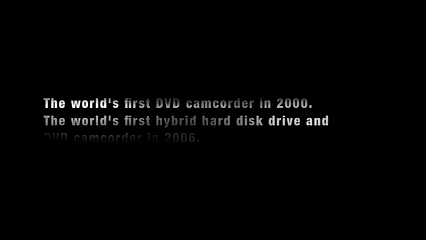 The world's first DVD camcorder in 2000.
The world's first hybrid hard disk drive and
DVD camcorder in 2006.